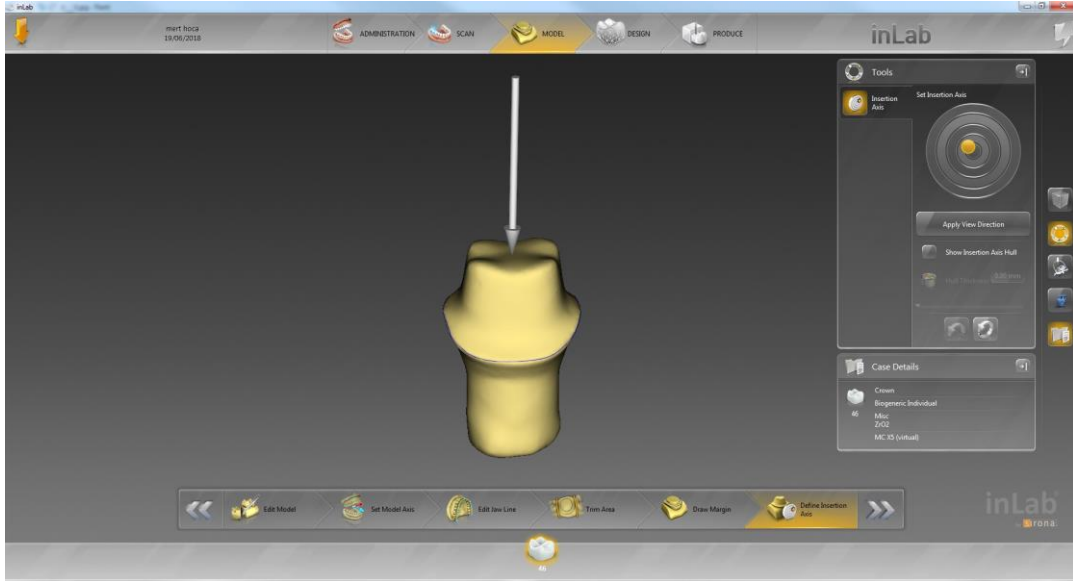 inLab
mert hoca
19/06/2018
ADMINISTRATION
SCAN
MODEL
DESIGN
PRODUCE
inLab
Tools
Insertion
Axis
Set Insertion Axis
Apply View Direction
Show Insertion Axis Hull
Case Details
Crown
Biogeneric Individual
46
Misc
ZrO2
MC X5 (virtual)
Edit Model
Set Model Axis
Edit Jaw Line
Trim Area
Draw Margin
Define Insertion
Axis
inLab
sirona
46